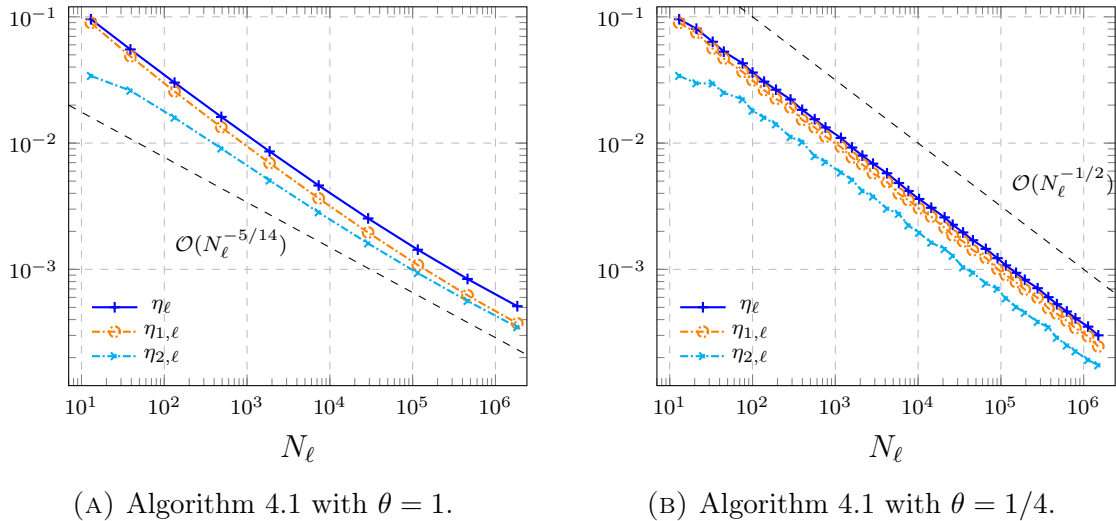 10^{-1}
10^{-2}
10^{-3}
O(N_ℓ^{-5/14})
η_ℓ
η_{1,ℓ}
η_{2,ℓ}
10^1 10^2 10^3 10^4 10^5 10^6
N_ℓ
(A) Algorithm 4.1 with θ = 1.
10^{-1}
10^{-2}
10^{-3}
O(N_ℓ^{-1/2})
η_ℓ
η_{1,ℓ}
η_{2,ℓ}
10^1 10^2 10^3 10^4 10^5 10^6
N_ℓ
(B) Algorithm 4.1 with θ = 1/4.